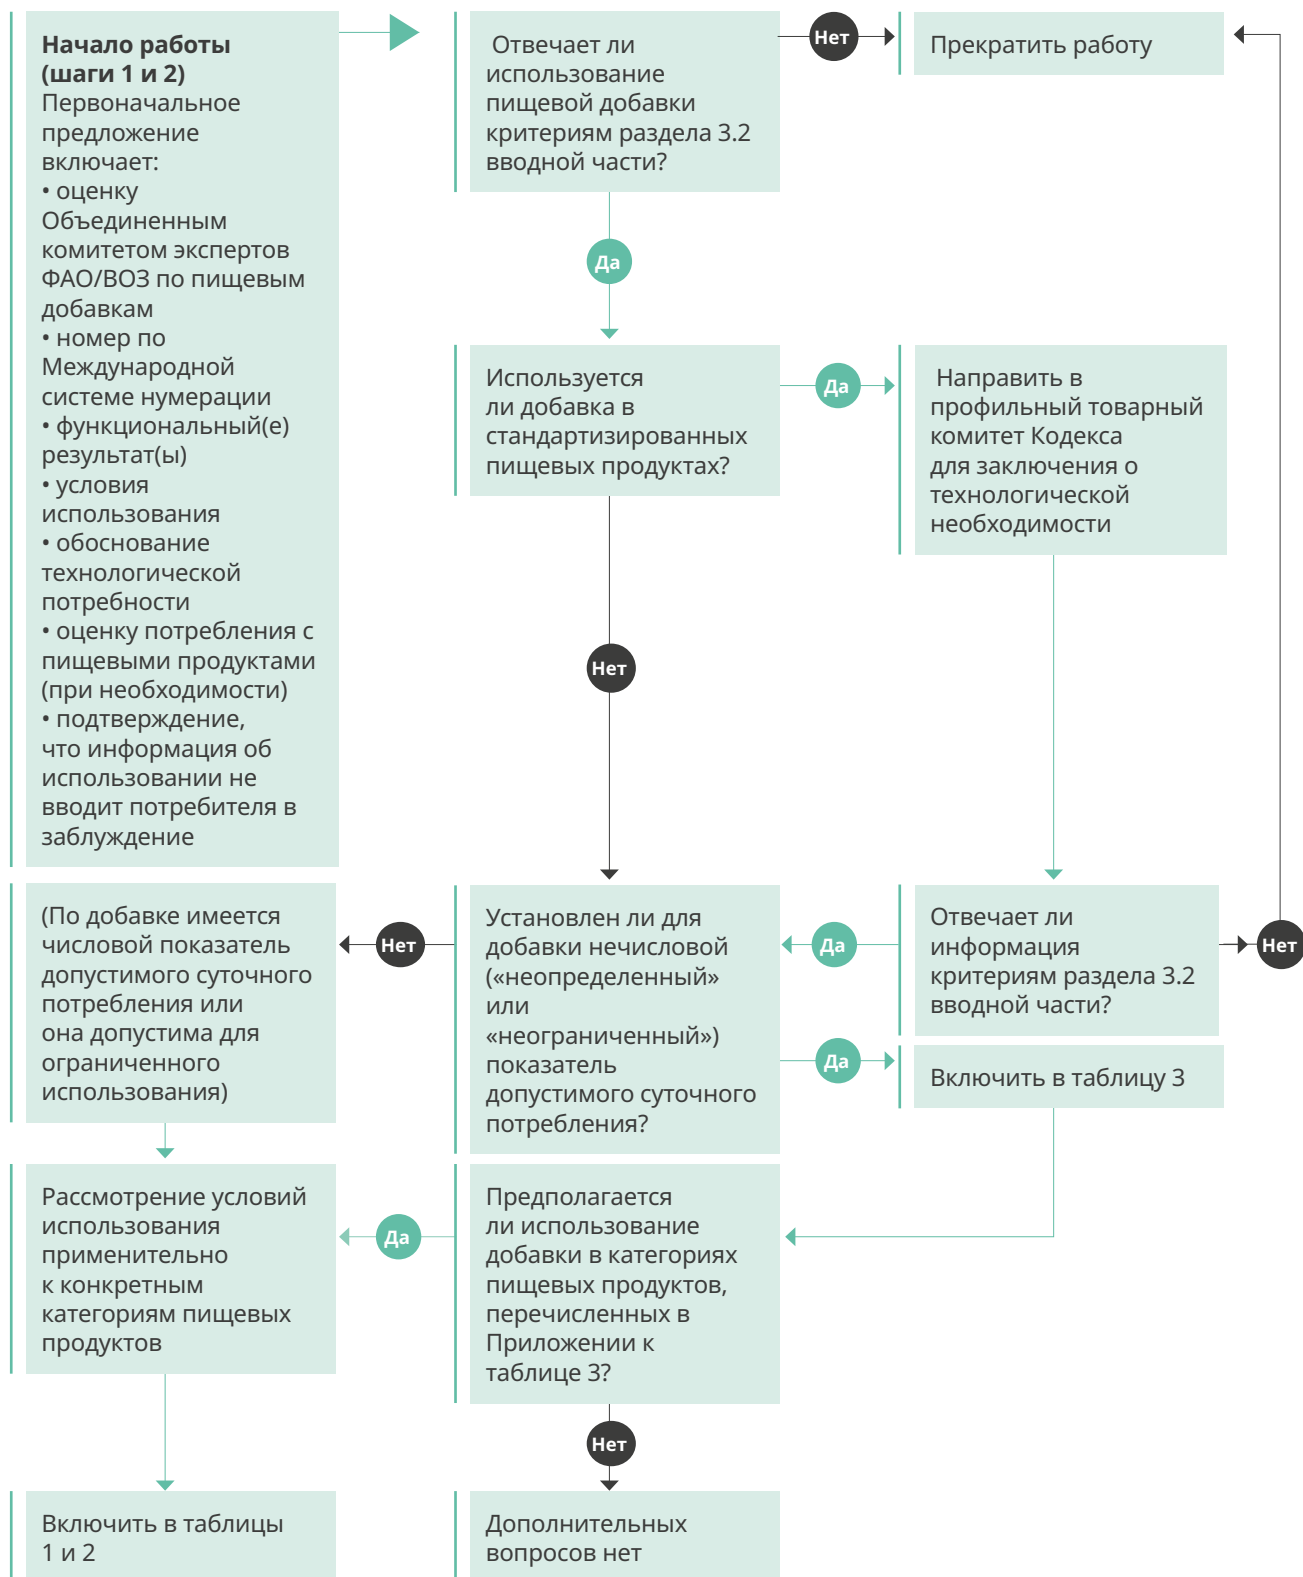 Начало работы
(шаги 1 и 2)
Первоначальное
предложение
включает:
• оценку
Объединенным
комитетом экспертов
ФАО/ВОЗ по пищевым
добавкам
• номер по
Международной
системе нумерации
• функциональный(е)
результат(ы)
• условия
использования
• обоснование
технологической
потребности
• оценку потребления с
пищевыми продуктами
(при необходимости)
• подтверждение,
что информация об
использовании не
вводит потребителя в
заблуждение
Отвечает ли
использование
пищевой добавки
критериям раздела 3.2
вводной части?
Нет
Прекратить работу
Да
Используется
ли добавка в
стандартизированных
пищевых продуктах?
Да
Направить в
профильный товарный
комитет Кодекса
для заключения о
технологической
необходимости
Нет
(По добавке имеется
числовой показатель
допустимого суточного
потребления или
она допустима для
ограниченного
использования)
Нет
Установлен ли для
добавки нечисловой
(«неопределенный»
или
«неограниченный»)
показатель
допустимого суточного
потребления?
Да
Отвечает ли
информация
критериям раздела 3.2
вводной части?
Нет
Да
Включить в таблицу 3
Рассмотрение условий
использования
применительно
к конкретным
категориям пищевых
продуктов
Да
Предполагается
ли использование
добавки в категориях
пищевых продуктов,
перечисленных в
Приложении к
таблице 3?
Нет
Включить в таблицы
1 и 2
Дополнительных
вопросов нет